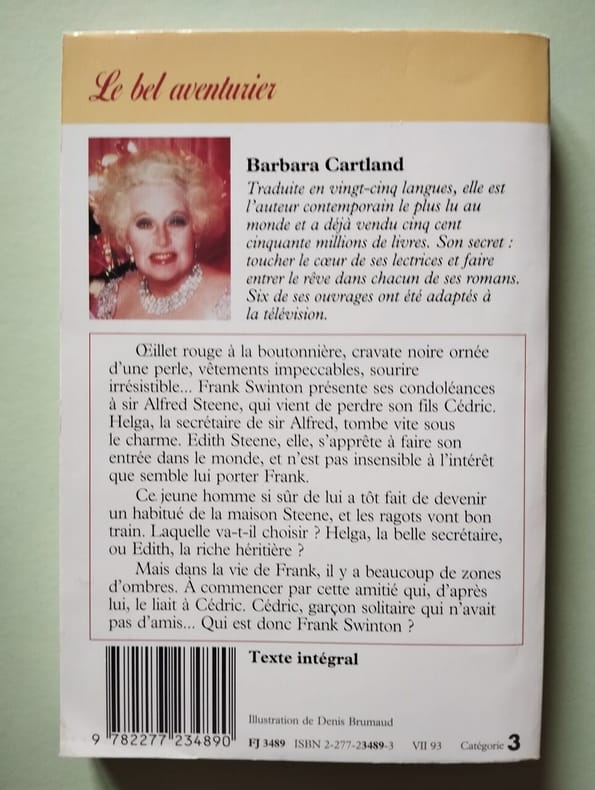 Le bel aventurier
Barbara Cartland
Traduite en vingt-cinq langues, elle est
l'auteur contemporain le plus lu au
monde et a déjà vendu cinq cent
cinquante millions de livres. Son secret :
toucher le cœur de ses lectrices et faire
entrer le rêve dans chacun de ses romans.
Six de ses ouvrages ont été adaptés à
la télévision.
Œillet rouge à la boutonnière, cravate noire ornée
d'une perle, vêtements impeccables, sourire
irrésistible... Frank Swinton présente ses condoléances
à sir Alfred Steene, qui vient de perdre son fils Cédric.
Helga, la secrétaire de sir Alfred, tombe vite sous
le charme. Edith Steene, elle, s'apprête à faire son
entrée dans le monde, et n'est pas insensible à l'intérêt
que semble lui porter Frank.
Ce jeune homme si sûr de lui a tôt fait de devenir
un habitué de la maison Steene, et les ragots vont bon
train. Laquelle va-t-il choisir ? Helga, la belle secrétaire,
ou Edith, la riche héritière ?
Mais dans la vie de Frank, il y a beaucoup de zones
d'ombres. À commencer par cette amitié qui, d'après
lui, le liait à Cédric. Cédric, garçon solitaire qui n'avait
pas d'amis... Qui est donc Frank Swinton ?
Texte intégral
Illustration de Denis Brumaud
9 782277 234890 FJ 3489 ISBN 2-277-23489-3 VII 93 Catégorie 3